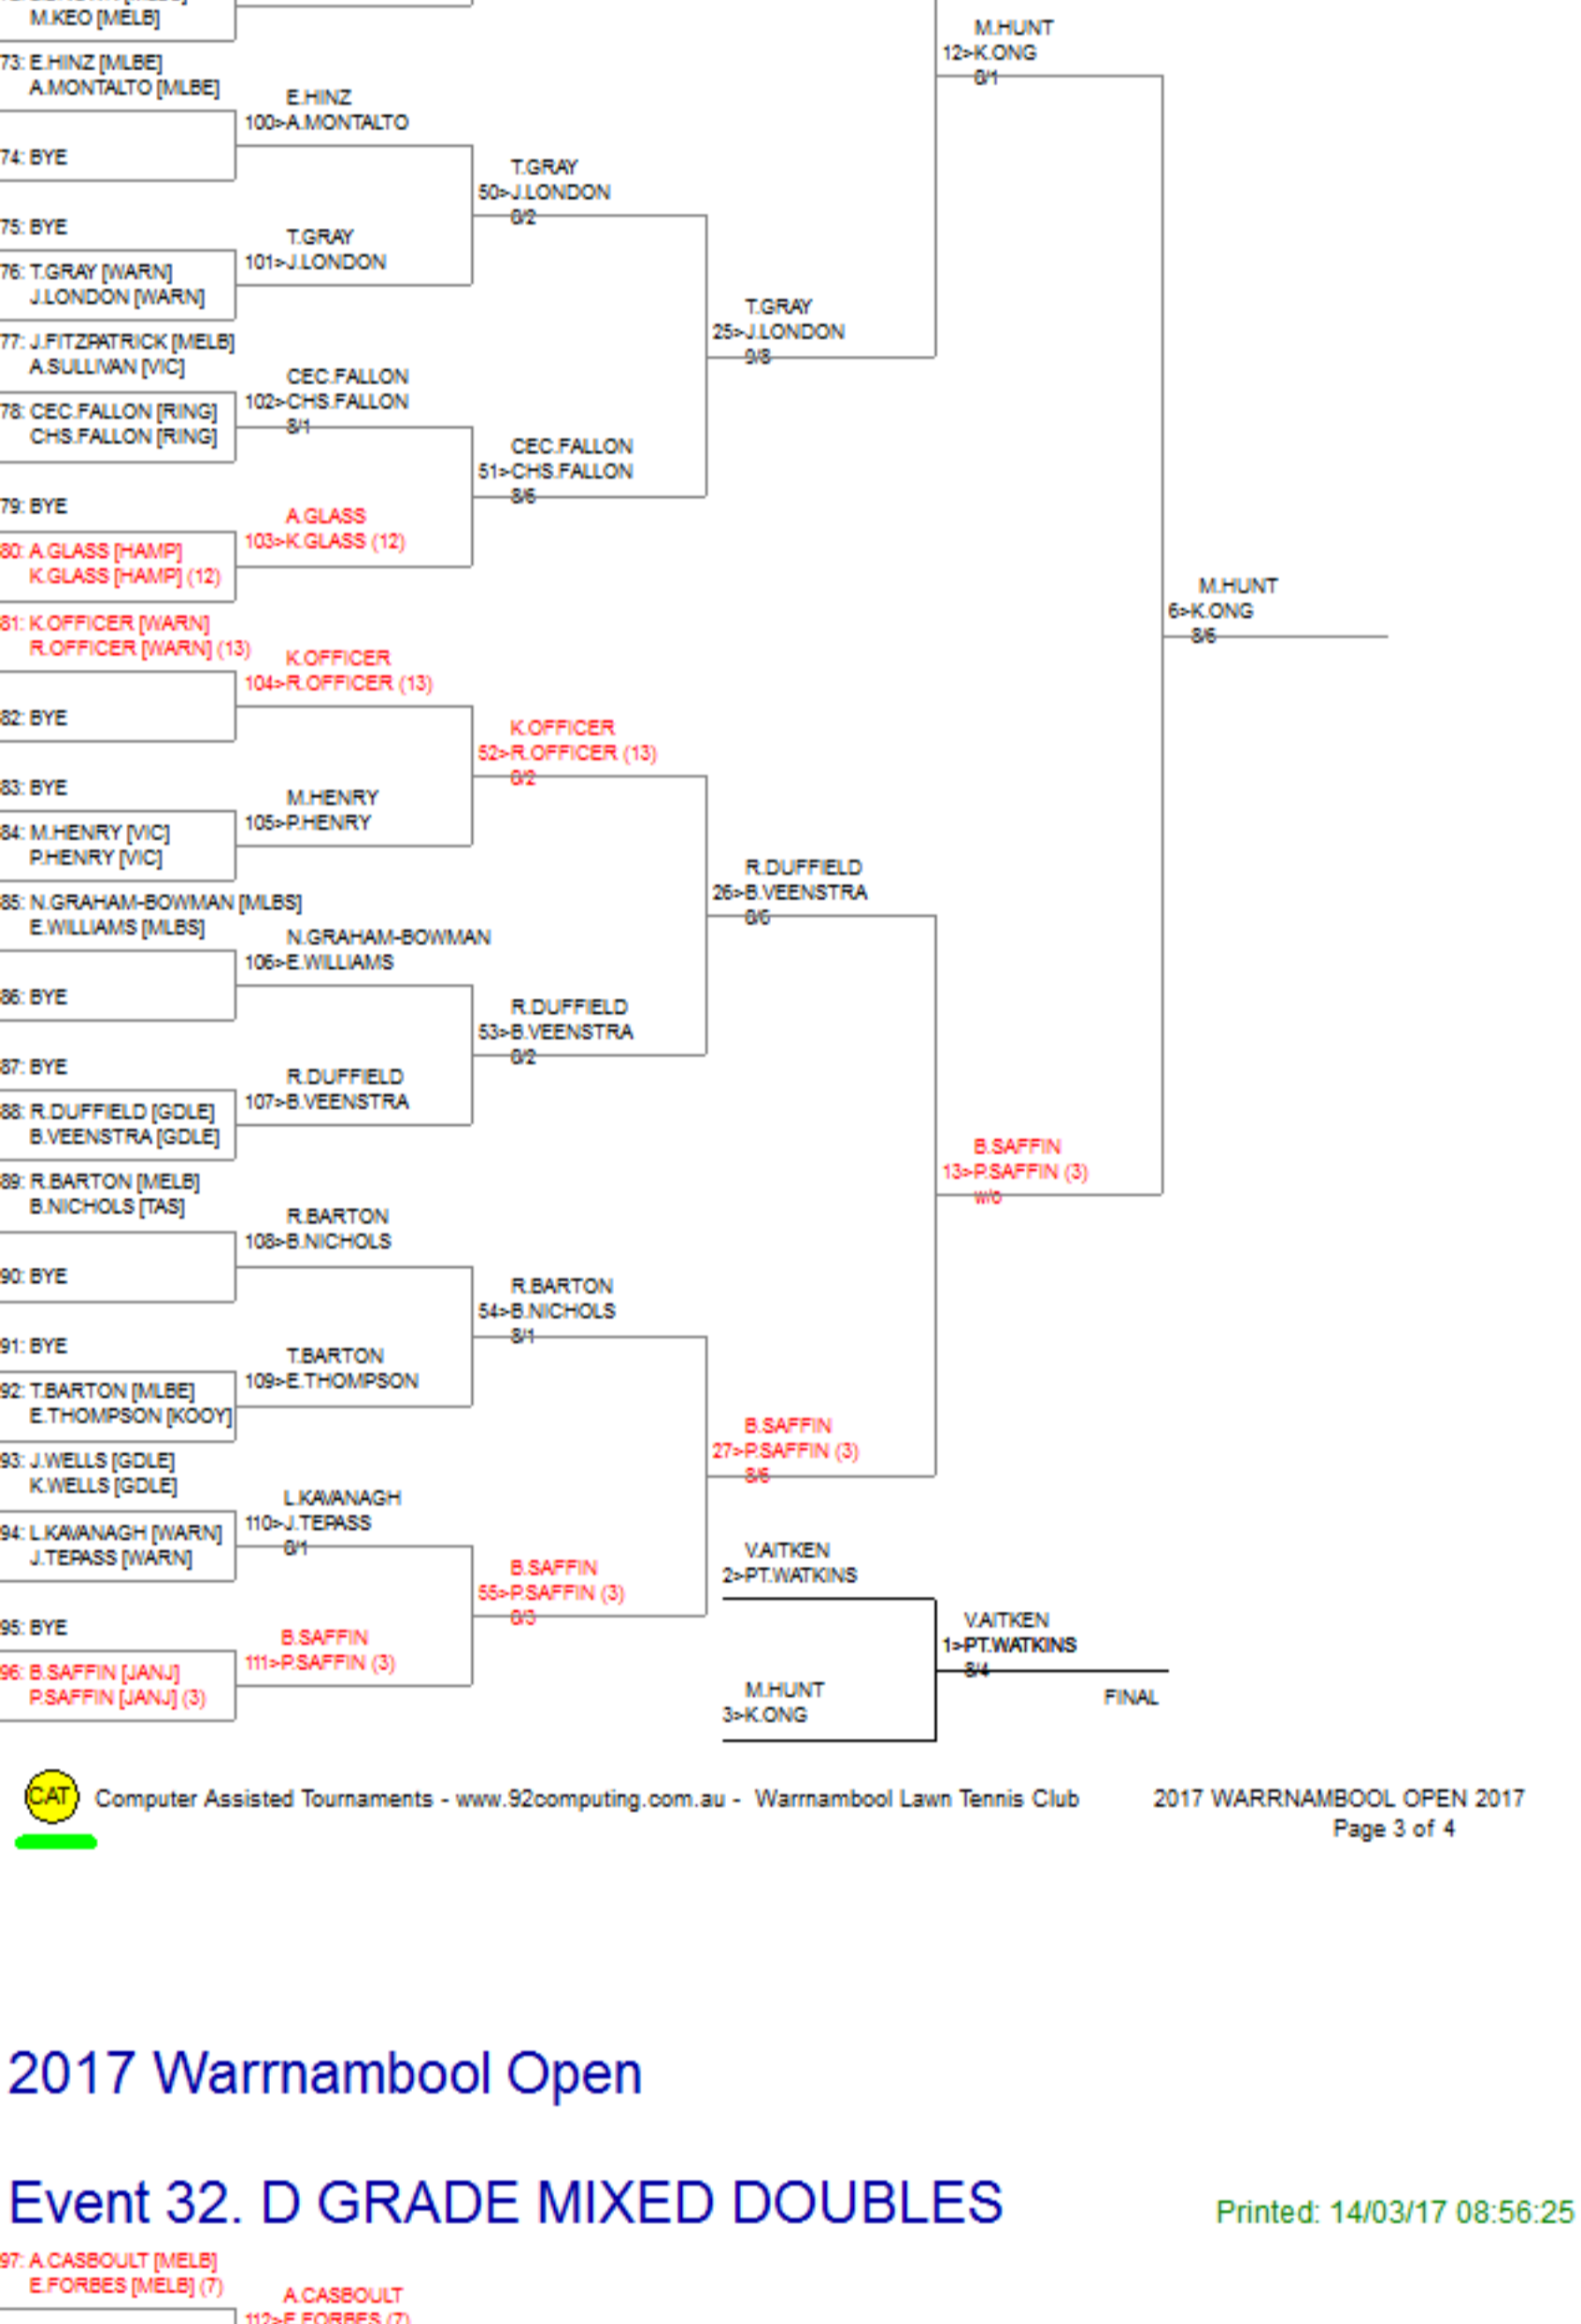 M.KEO [MELB]
73: E.HINZ [MLBE]
A.MONTALTO [MLBE]
74: BYE
75: BYE
76: T.GRAY [WARN]
J.LONDON [WARN]
77: J.FITZPATRICK [MELB]
A.SULLIVAN [VIC]
78: CEC.FALLON [RING]
CHS.FALLON [RING]
79: BYE
80: A.GLASS [HAMP]
K.GLASS [HAMP] (12)
81: K.OFFICER [WARN]
R.OFFICER [WARN] (13)
82: BYE
83: BYE
84: M.HENRY [VIC]
P.HENRY [VIC]
85: N.GRAHAM-BOWMAN [MLBS]
E.WILLIAMS [MLBS]
86: BYE
87: BYE
88: R.DUFFIELD [GDLE]
B.VEENSTRA [GDLE]
89: R.BARTON [MELB]
B.NICHOLS [TAS]
90: BYE
91: BYE
92: T.BARTON [MLBE]
E.THOMPSON [KOOY]
93: J.WELLS [GDLE]
K.WELLS [GDLE]
94: L.KAVANAGH [WARN]
J.TEPASS [WARN]
95: BYE
96: B.SAFFIN [JANJ]
P.SAFFIN [JANJ] (3)
E.HINZ
100>A.MONTALTO
T.GRAY
101>J.LONDON
CEC.FALLON
102>CHS.FALLON
8/1
A.GLASS
103>K.GLASS (12)
K.OFFICER
104>R.OFFICER (13)
M.HENRY
105>P.HENRY
N.GRAHAM-BOWMAN
106>E.WILLIAMS
R.DUFFIELD
107>B.VEENSTRA
R.BARTON
108>B.NICHOLS
T.BARTON
109>E.THOMPSON
L.KAVANAGH
110>J.TEPASS
8/1
B.SAFFIN
111>P.SAFFIN (3)
T.GRAY
50>J.LONDON
8/2
CEC.FALLON
51>CHS.FALLON
8/6
K.OFFICER
52>R.OFFICER (13)
8/2
R.DUFFIELD
53>B.VEENSTRA
8/2
R.BARTON
54>B.NICHOLS
8/1
B.SAFFIN
55>P.SAFFIN (3)
8/3
T.GRAY
25>J.LONDON
9/8
R.DUFFIELD
26>B.VEENSTRA
8/6
B.SAFFIN
27>P.SAFFIN (3)
8/6
M.HUNT
12>K.ONG
8/1
B.SAFFIN
13>P.SAFFIN (3)
w/o
M.HUNT
6>K.ONG
8/6
V.AITKEN
2>PT.WATKINS
M.HUNT
3>K.ONG
V.AITKEN
1>PT.WATKINS
8/4
FINAL
CAT
Computer Assisted Tournaments - www.92computing.com.au - Warrnambool Lawn Tennis Club
2017 WARRNAMBOOL OPEN 2017
Page 3 of 4
2017 Warrnambool Open
Event 32. D GRADE MIXED DOUBLES
Printed: 14/03/17 08:56:25
97: A.CASBOULT [MELB]
E.FORBES [MELB] (7)
A.CASBOULT
112>E.FORBES (7)